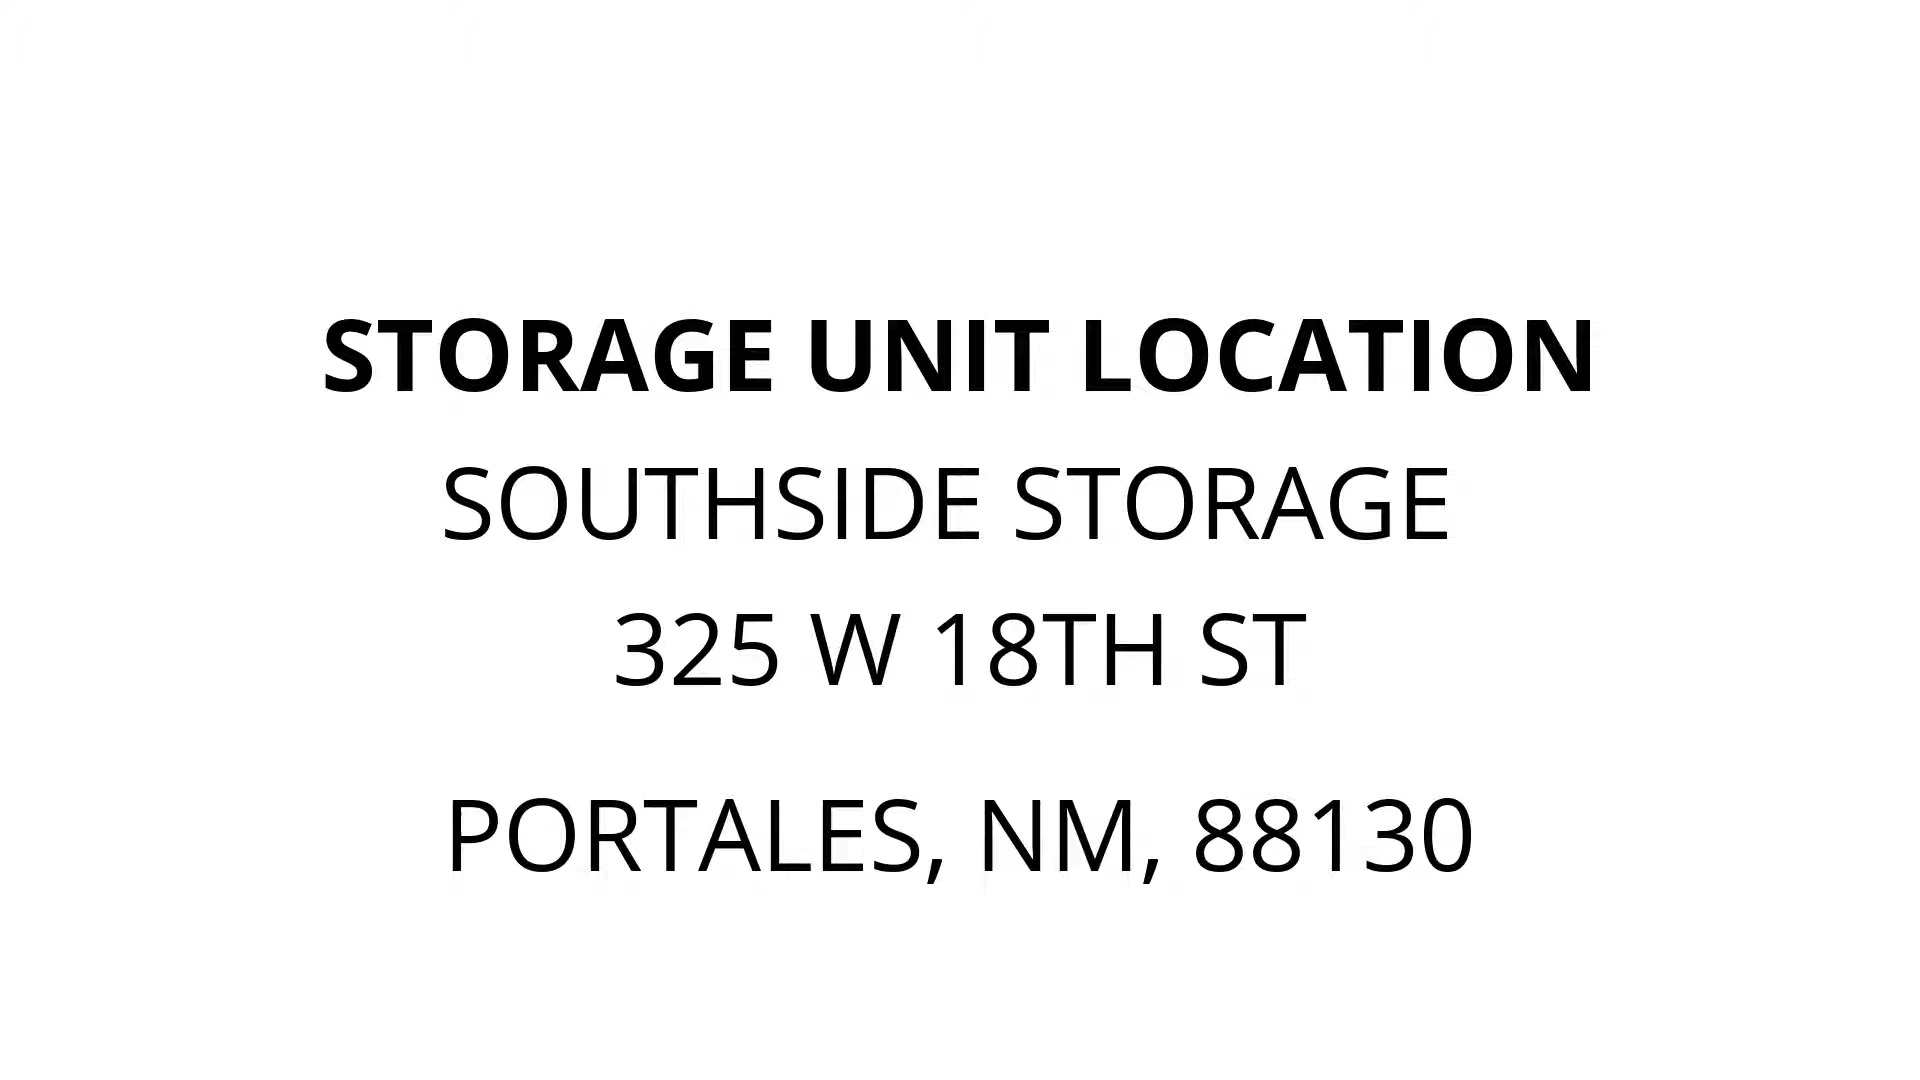 STORAGE UNIT LOCATION
SOUTHSIDE STORAGE
325 W 18TH ST
PORTALES, NM, 88130